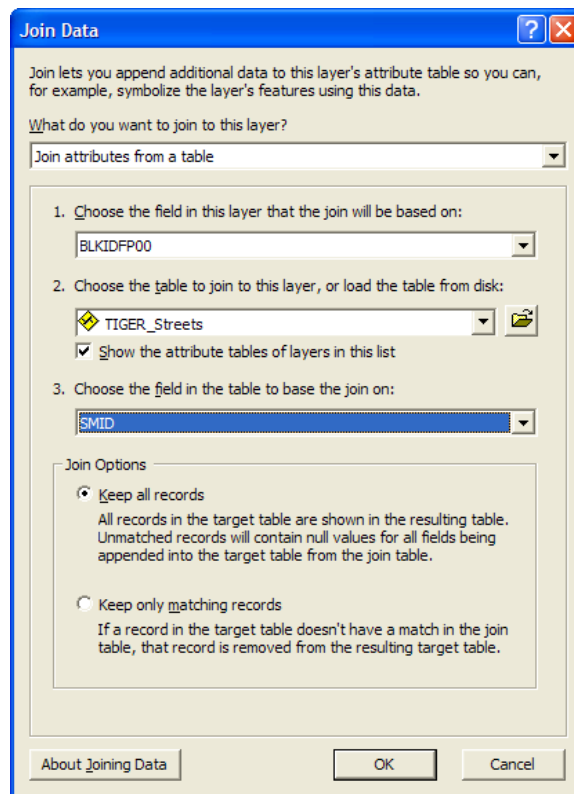 Join Data
Join lets you append additional data to this layer's attribute table so you can,
for example, symbolize the layer's features using this data.
What do you want to join to this layer?
Join attributes from a table
1. Choose the field in this layer that the join will be based on:
BLKIDFP00
2. Choose the table to join to this layer, or load the table from disk:
TIGER_Streets
Show the attribute tables of layers in this list
3. Choose the field in the table to base the join on:
SMID
Join Options
Keep all records
All records in the target table are shown in the resulting table.
Unmatched records will contain null values for all fields being
appended into the target table from the join table.
Keep only matching records
If a record in the target table doesn't have a match in the join
table, that record is removed from the resulting target table.
About Joining Data
OK
Cancel